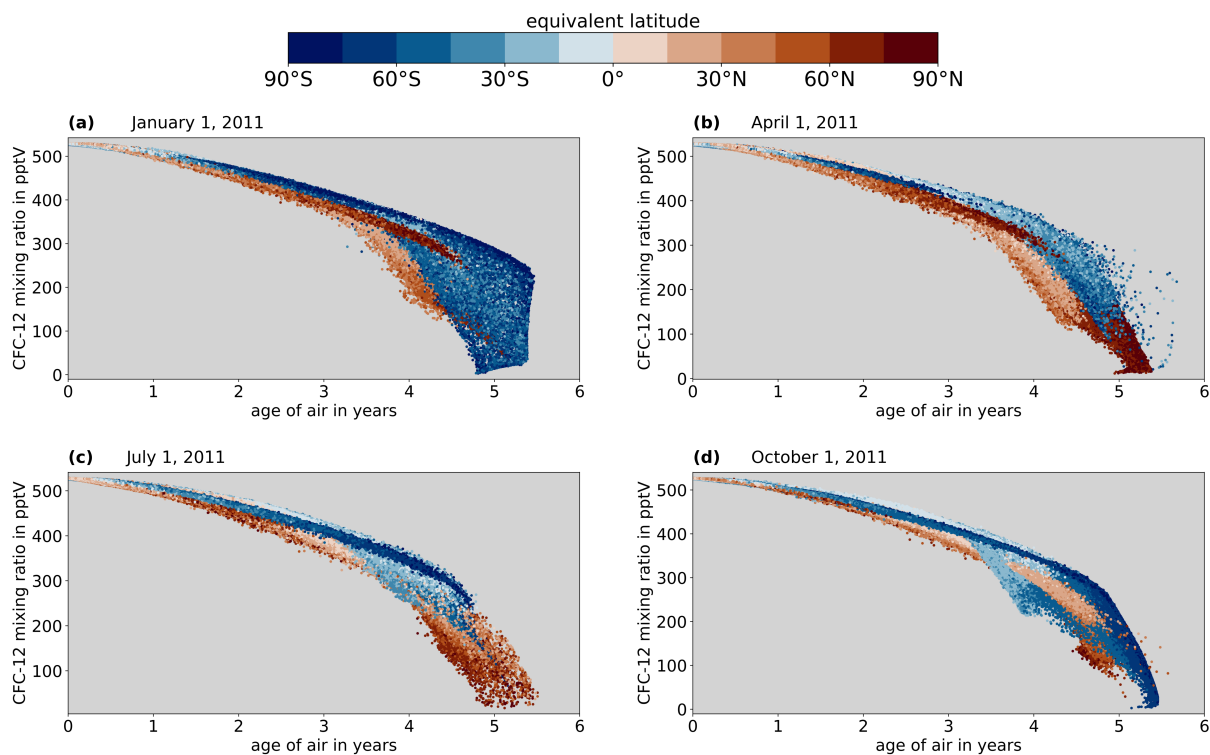 equivalent latitude
90°S 60°S 30°S 0° 30°N 60°N 90°N
(a) January 1, 2011
CFC-12 mixing ratio in pptV
500
400
300
200
100
0
0 1 2 3 4 5 6
age of air in years
(b) April 1, 2011
CFC-12 mixing ratio in pptV
500
400
300
200
100
0
0 1 2 3 4 5 6
age of air in years
(c) July 1, 2011
CFC-12 mixing ratio in pptV
500
400
300
200
100
0 1 2 3 4 5 6
age of air in years
(d) October 1, 2011
CFC-12 mixing ratio in pptV
500
400
300
200
100
0
0 1 2 3 4 5 6
age of air in years